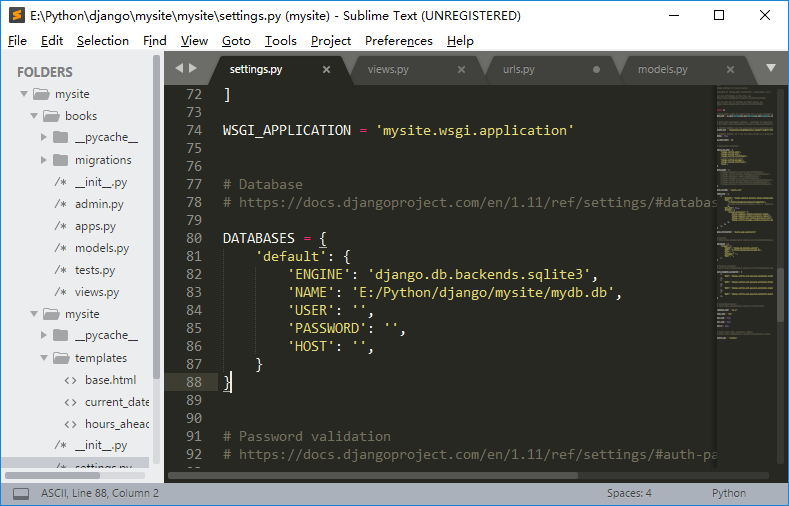 E:\Python\django\mysite\mysite\settings.py (mysite) - Sublime Text (UNREGISTERED)
File Edit Selection Find View Goto Tools Project Preferences Help
FOLDERS
mysite
books
__pycache__
migrations
/* __init__.py
/* admin.py
/* apps.py
/* models.py
/* tests.py
/* views.py
mysite
__pycache__
templates
<> base.html
<> current_date
<> hours_ahead
/* __init__.py
/* settings.py
settings.py views.py urls.py models.py
72 ]
73
74 WSGI_APPLICATION = 'mysite.wsgi.application'
75
76
77 # Database
78 # https://docs.djangoproject.com/en/1.11/ref/settings/#databas
79
80 DATABASES = {
81 'default': {
82 'ENGINE': 'django.db.backends.sqlite3',
83 'NAME': 'E:/Python/django/mysite/mydb.db',
84 'USER': '',
85 'PASSWORD': '',
86 'HOST': '',
87 }
88 }
89
90
91 # Password validation
92 # https://docs.djangoproject.com/en/1.11/ref/settings/#auth-pa
ASCII, Line 88, Column 2 Spaces: 4 Python